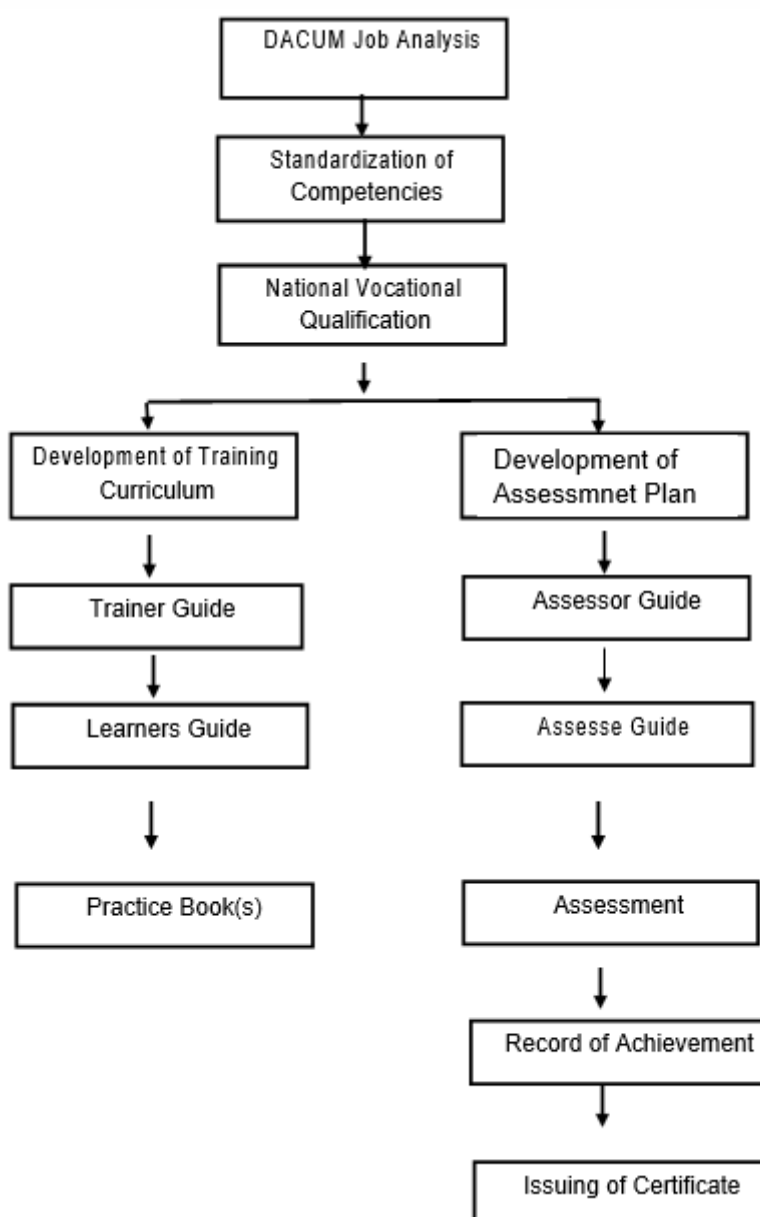 DACUM Job Analysis
Standardization of
Competencies
National Vocational
Qualification
Development of Training
Curriculum
Development of
Assessmnet Plan
Trainer Guide
Assessor Guide
Learners Guide
Assesse Guide
Practice Book(s)
Assessment
Record of Achievement
Issuing of Certificate